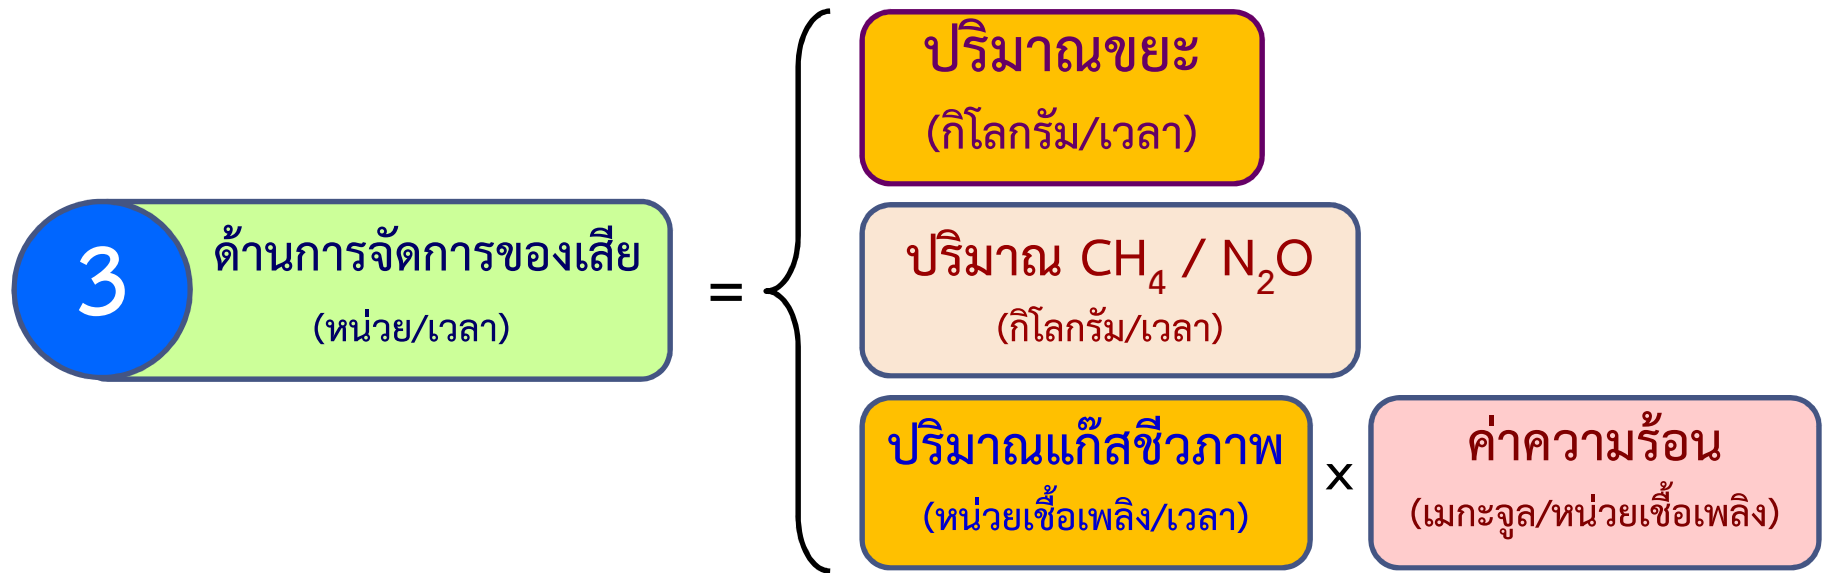 3
ด้านการจัดการของเสีย
(หน่วย/เวลา)
=
ปริมาณขยะ
(กิโลกรัม/เวลา)
ปริมาณ CH₄ / N₂O
(กิโลกรัม/เวลา)
ปริมาณแก๊สชีวภาพ
(หน่วยเชื้อเพลิง/เวลา)
x
ค่าความร้อน
(เมกะจูล/หน่วยเชื้อเพลิง)